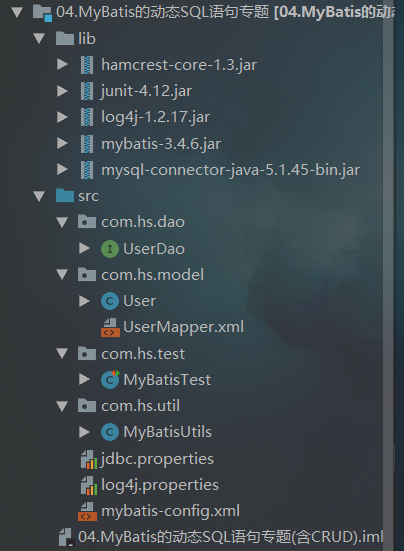 04.MyBatis的动态SQL语句专题 [04.MyBatis的动态
lib
hamcrest-core-1.3.jar
junit-4.12.jar
log4j-1.2.17.jar
mybatis-3.4.6.jar
mysql-connector-java-5.1.45-bin.jar
src
com.hs.dao
I UserDao
com.hs.model
C User
UserMapper.xml
com.hs.test
C MyBatisTest
com.hs.util
C MyBatisUtils
jdbc.properties
log4j.properties
mybatis-config.xml
04.MyBatis的动态SQL语句专题(含CRUD).iml